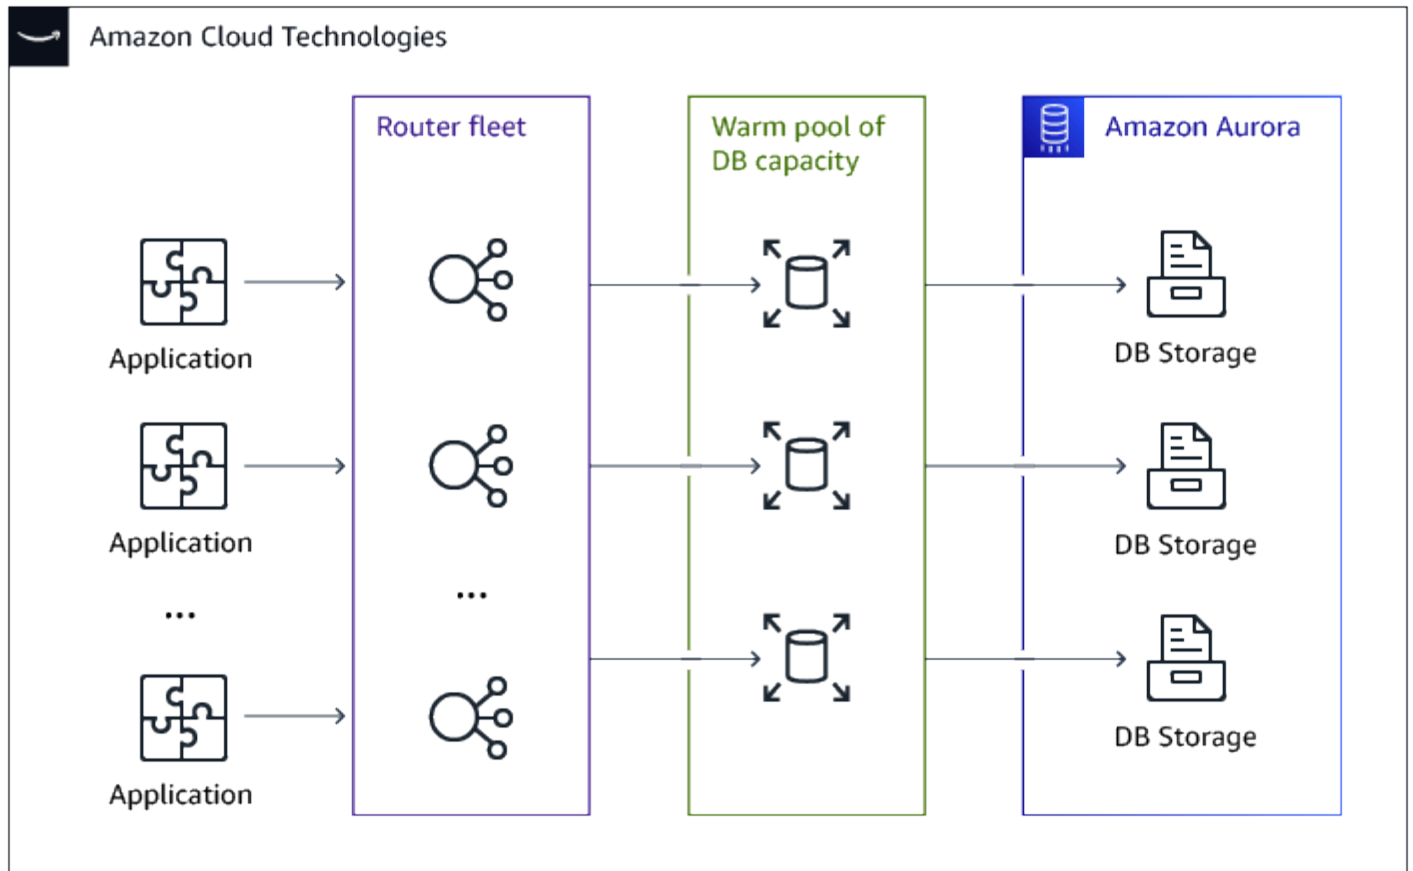 Amazon Cloud Technologies
Router fleet
Warm pool of
DB capacity
Amazon Aurora
Application
DB Storage
Application
DB Storage
...
...
Application
DB Storage